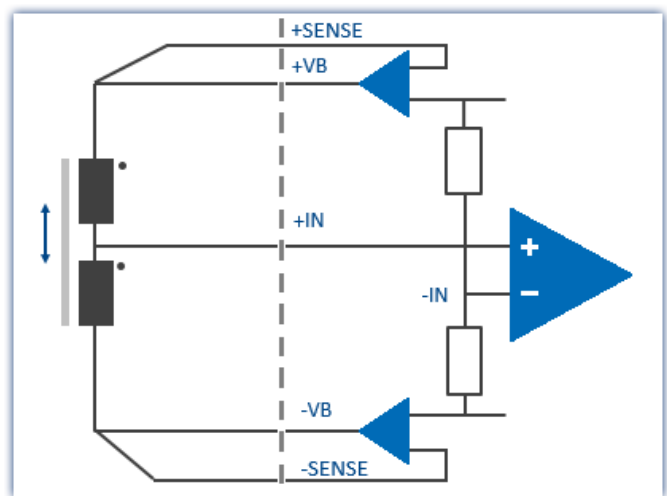 +SENSE
+VB
+IN
+
-IN
−
-VB
-SENSE